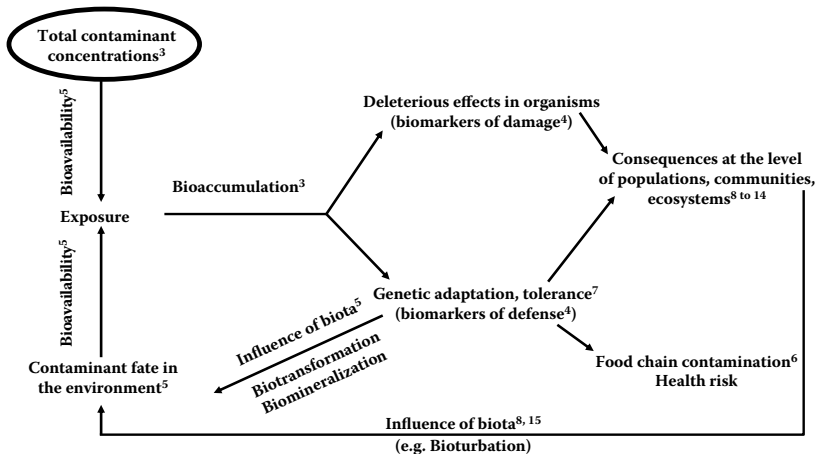 Total contaminant
concentrations³
Bioavailability⁵
Deleterious effects in organisms
(biomarkers of damage⁴)
Consequences at the level
of populations, communities,
ecosystems⁸ ᵗᵒ ¹⁴
Bioaccumulation³
Exposure
Bioavailability⁵
Genetic adaptation, tolerance⁷
(biomarkers of defense⁴)
Influence of biota⁵
Biotransformation
Biomineralization
Food chain contamination⁶
Health risk
Contaminant fate in
the environment⁵
Influence of biota⁸, ¹⁵
(e.g. Bioturbation)